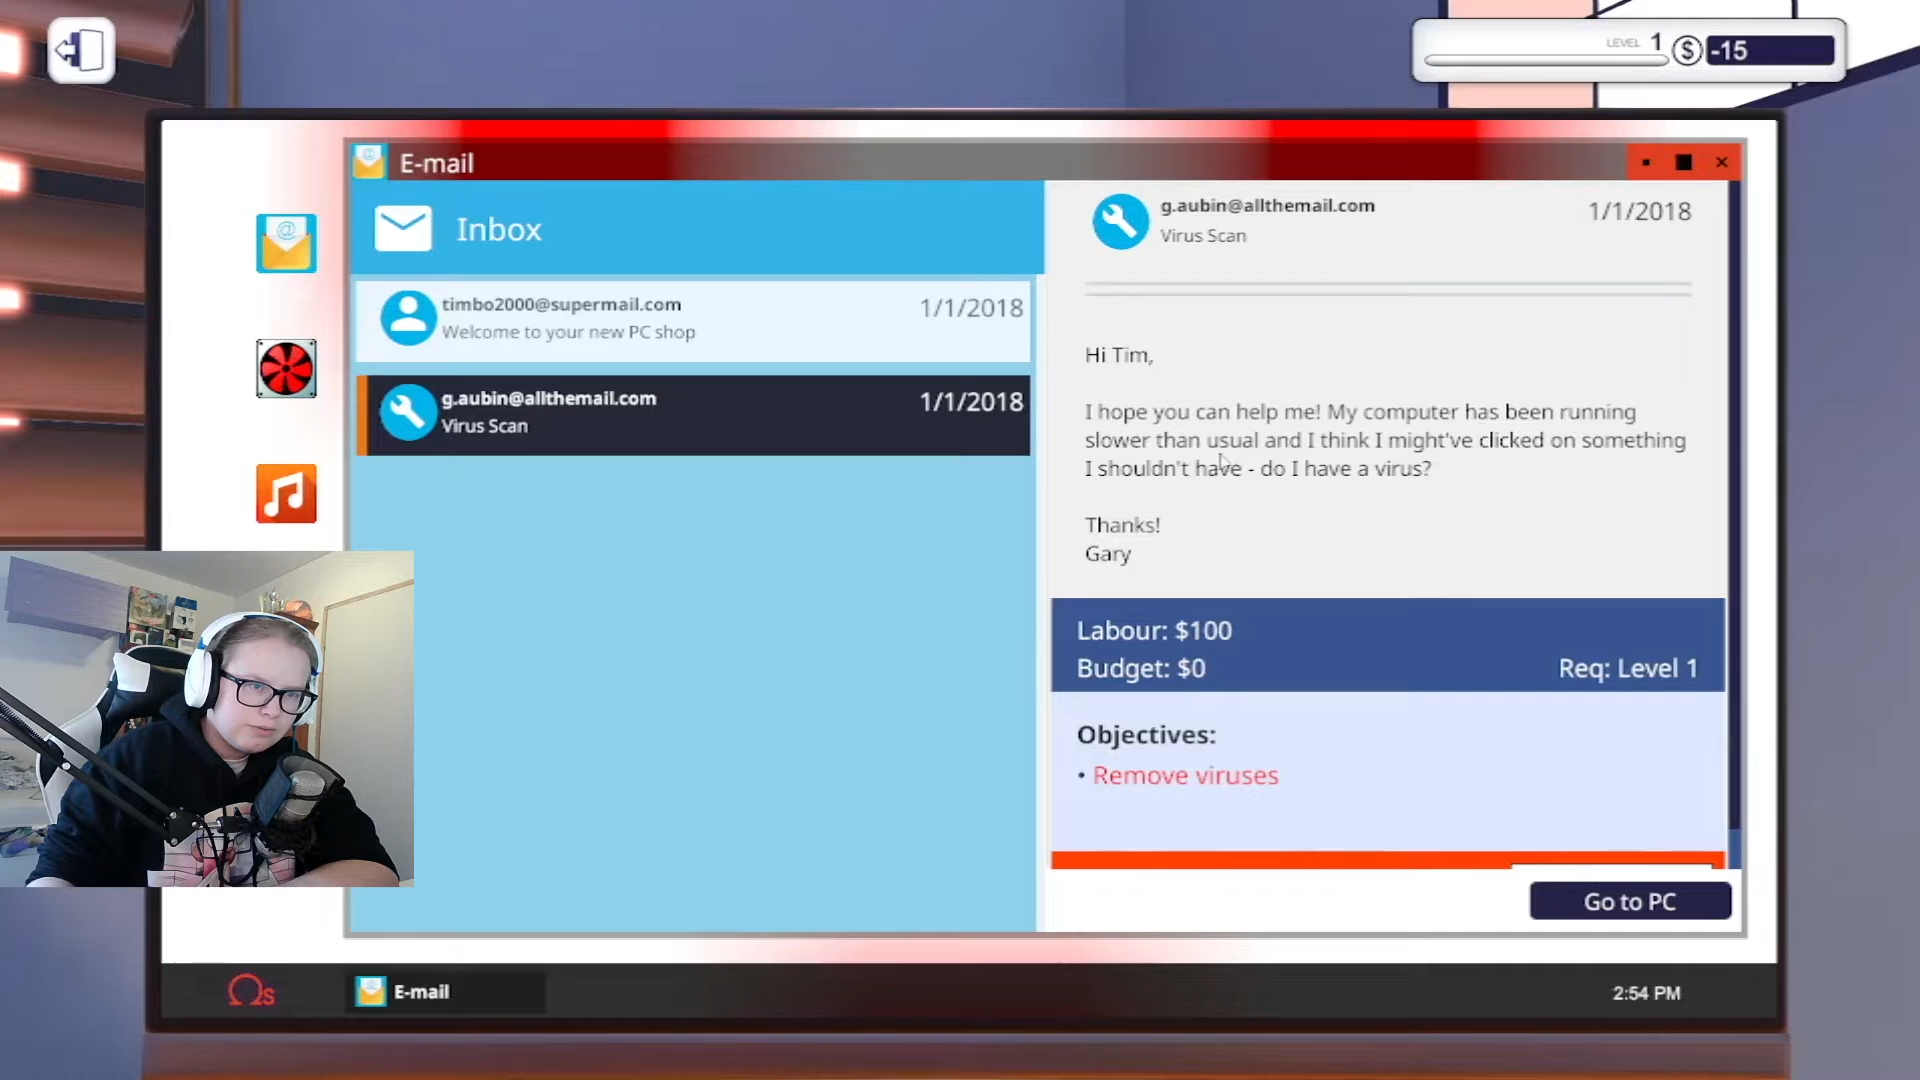 LEVEL 1 $ -15
E-mail
Inbox
timbo2000@supermail.com 1/1/2018
Welcome to your new PC shop
g.aubin@allthemail.com 1/1/2018
Virus Scan
g.aubin@allthemail.com 1/1/2018
Virus Scan
Hi Tim,
I hope you can help me! My computer has been running
slower than usual and I think I might've clicked on something
I shouldn't have - do I have a virus?
Thanks!
Gary
Labour: $100
Budget: $0 Req: Level 1
Objectives:
• Remove viruses
Go to PC
Ωs E-mail 2:54 PM